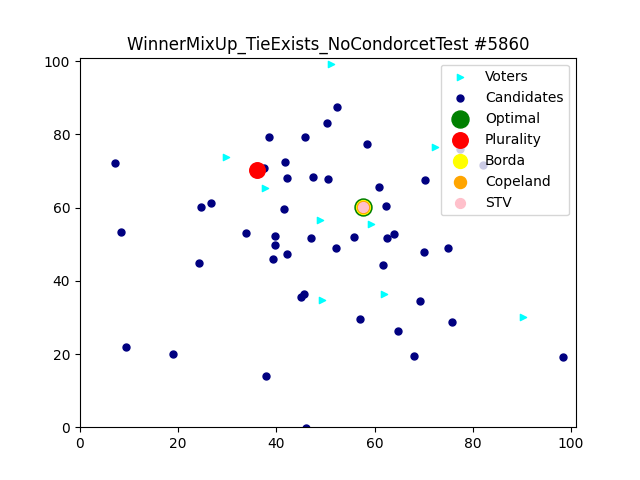 WinnerMixUp_TieExists_NoCondorcetTest #5860
100
80
60
40
20
0
0
20
40
60
80
100
Voters
Candidates
Optimal
Plurality
Borda
Copeland
STV